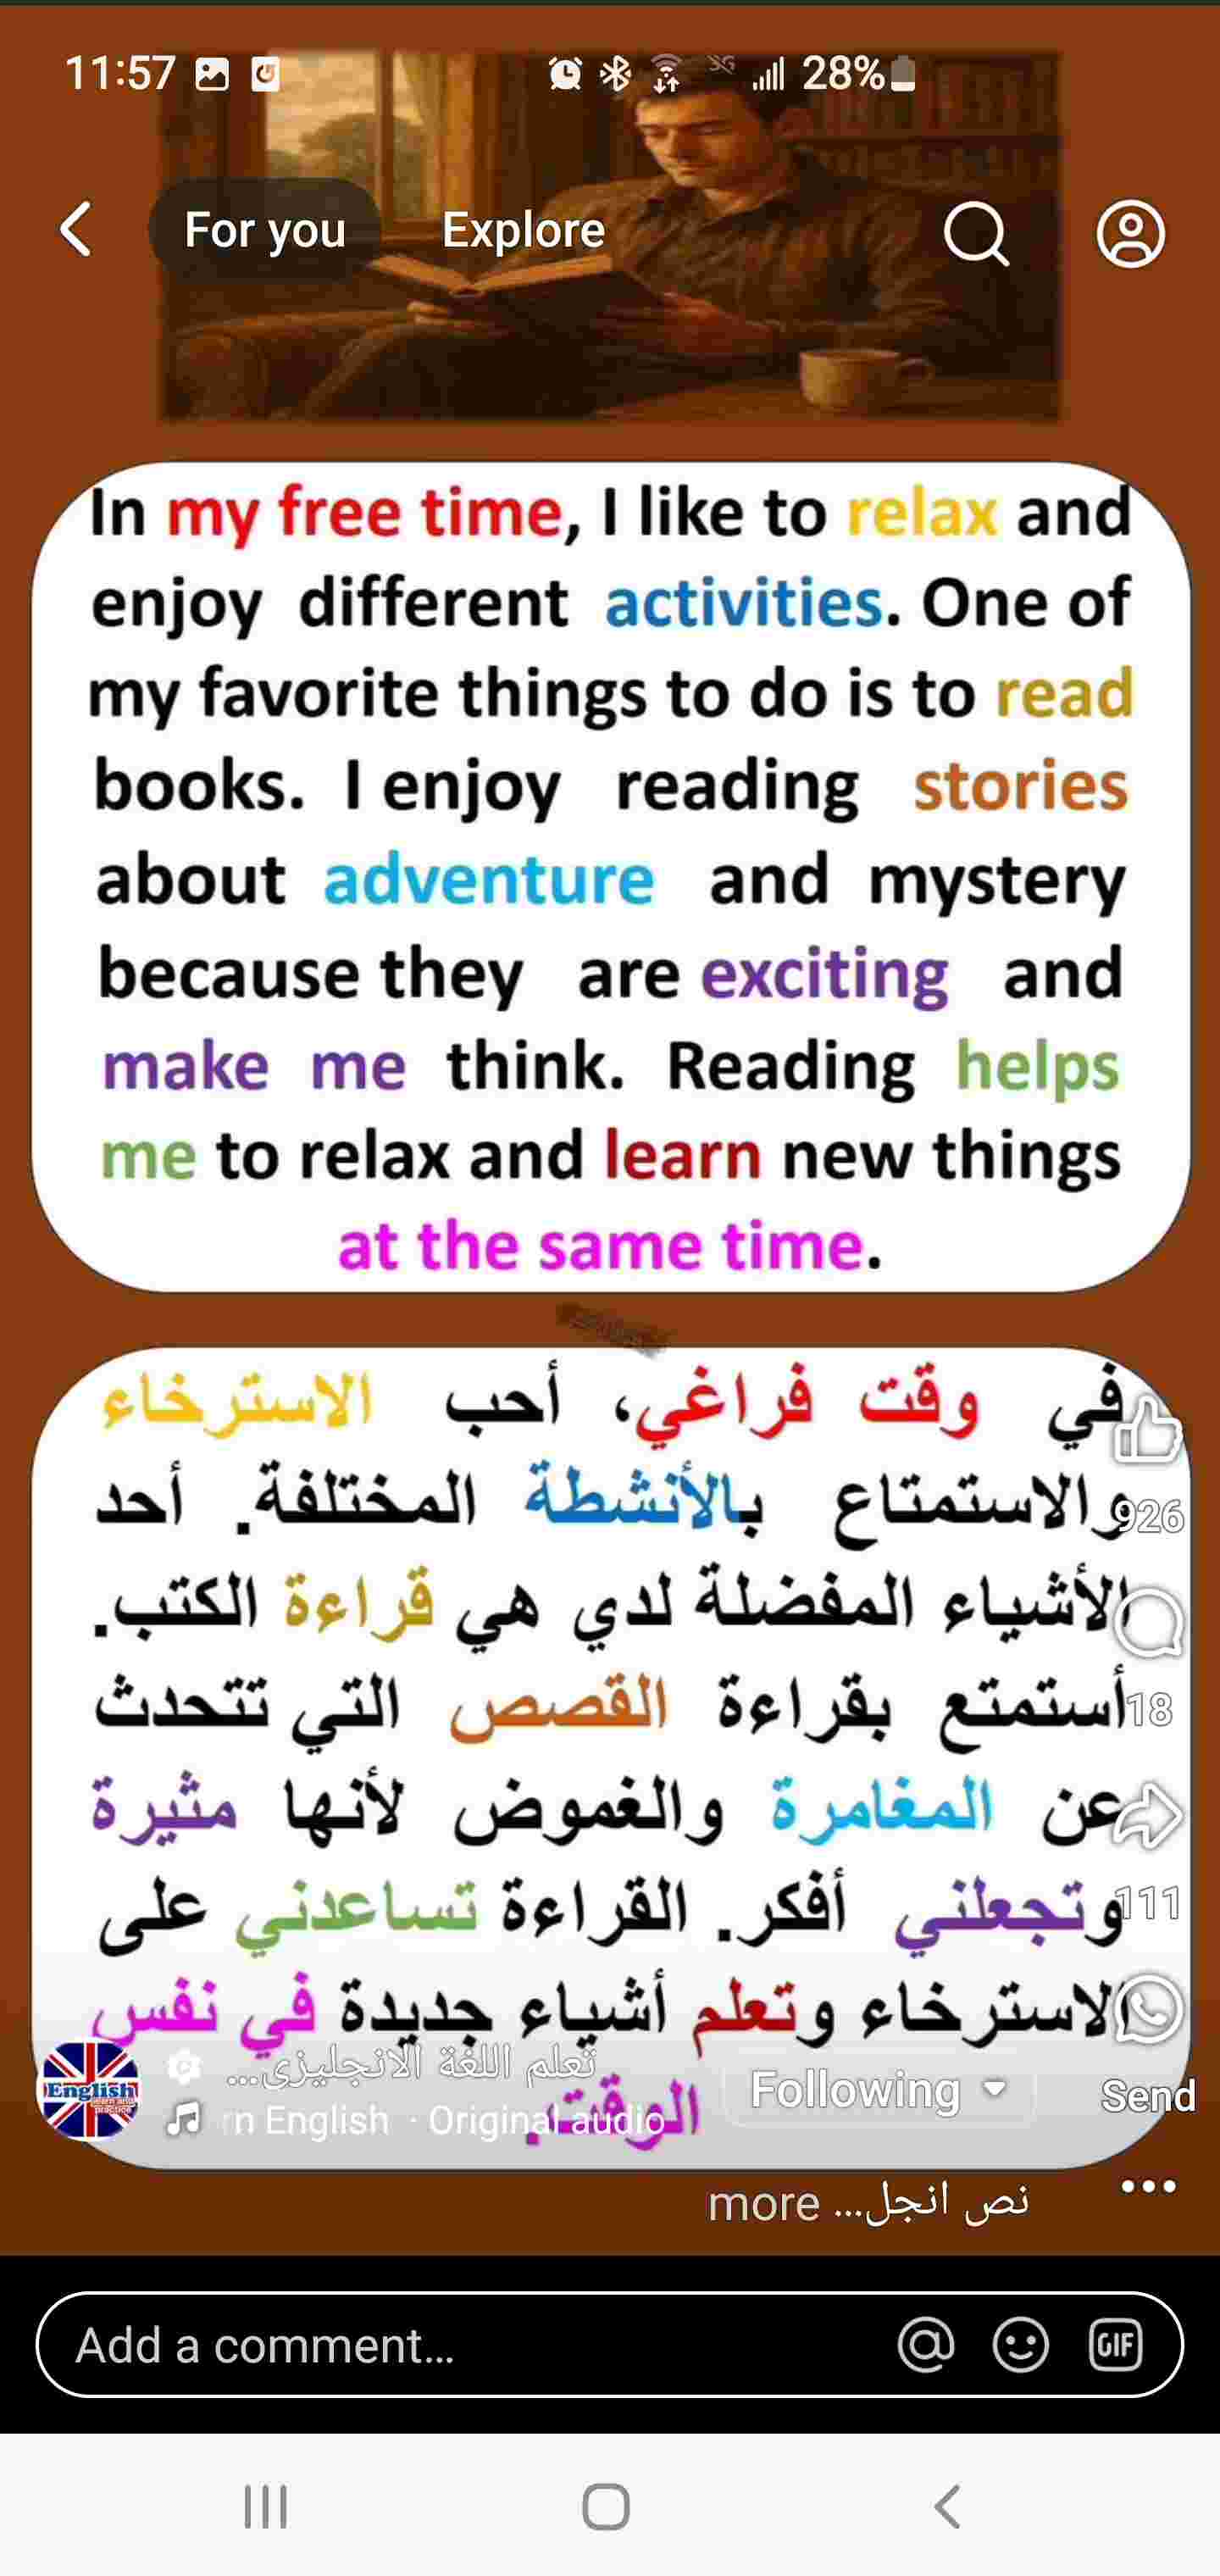 11:57
5G
28%
For you
Explore
In my free time, I like to relax and
enjoy different activities. One of
my favorite things to do is to read
books. I enjoy reading stories
about adventure and mystery
because they are exciting and
make me think. Reading helps
me to relax and learn new things
at the same time.
في وقت فراغي، أحب الاسترخاء
والاستمتاع بالأنشطة المختلفة. أحد
الأشياء المفضلة لدي هي قراءة الكتب.
أستمتع بقراءة القصص التي تتحدث
عن المغامرة والغموض لأنها مثيرة
وتجعلني أفكر. القراءة تساعدني على
الاسترخاء وتعلم أشياء جديدة في نفس
الوقت.
926
18
111
Send
English
learn and
practice
تعلم اللغة الانجليزي...
Following
n English · Original audio
نص انجل... more
Add a comment...
GIF